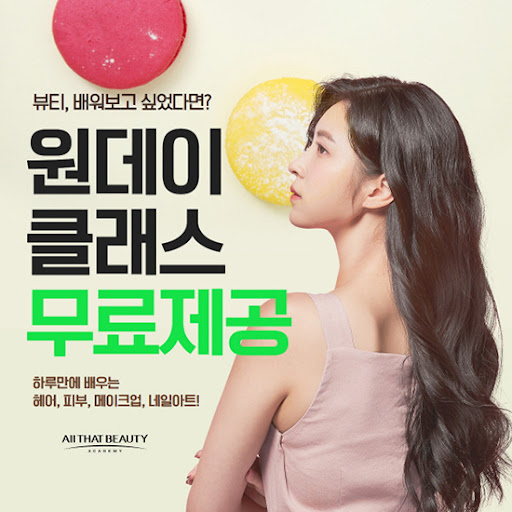 뷰티, 배워보고 싶었다면?
원데이
클래스
무료제공
하루만에 배우는
헤어, 피부, 메이크업, 네일아트!
All THAT BEAUTY
ACADEMY